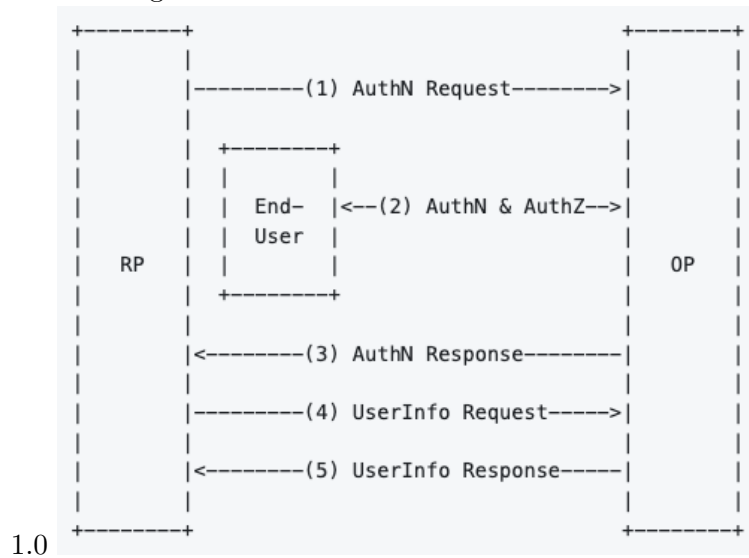 +--------+ +--------+
| | | |
| |---------(1) AuthN Request-------->| |
| | | |
| | +--------+ | |
| | | | | |
| | | End- |<--(2) AuthN & AuthZ-->| |
| | | User | | |
| RP | | | | OP |
| | +--------+ | |
| | | |
| |<--------(3) AuthN Response--------| |
| | | |
| |---------(4) UserInfo Request----->| |
| | | |
| |<--------(5) UserInfo Response-----| |
| | | |
+--------+ +--------+
1.0